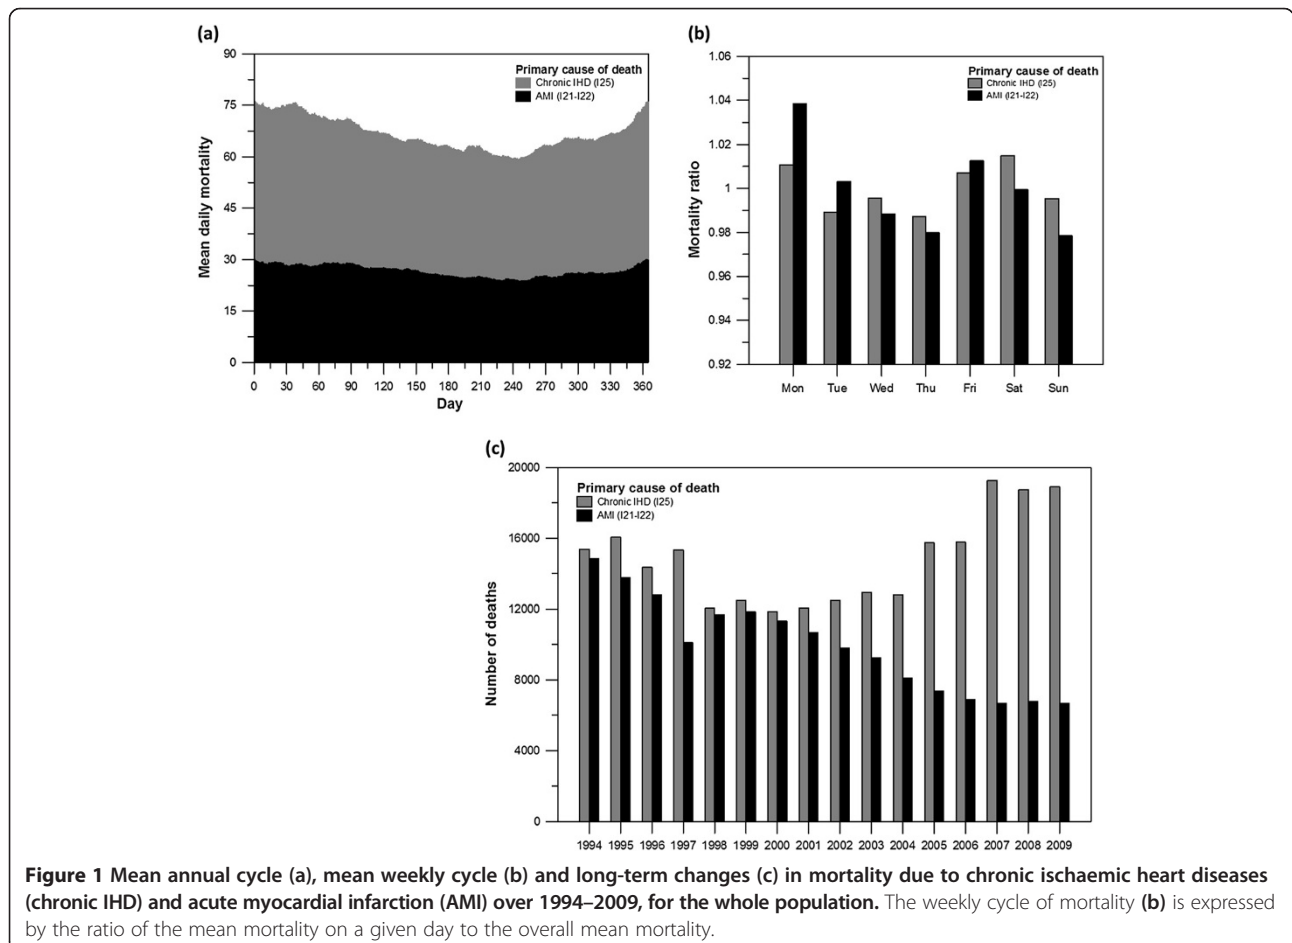 (a)
90
75
60
45
30
15
0
Mean daily mortality
Primary cause of death
Chronic IHD (I25)
AMI (I21-I22)
0 30 60 90 120 150 180 210 240 270 300 330 360
Day
(b)
1.06
1.04
1.02
1
0.98
0.96
0.94
0.92
Mortality ratio
Primary cause of death
Chronic IHD (I25)
AMI (I21-I22)
Mon Tue Wed Thu Fri Sat Sun
(c)
20000
16000
12000
8000
4000
0
Number of deaths
Primary cause of death
Chronic IHD (I25)
AMI (I21-I22)
1994 1995 1996 1997 1998 1999 2000 2001 2002 2003 2004 2005 2006 2007 2008 2009
Figure 1 Mean annual cycle (a), mean weekly cycle (b) and long-term changes (c) in mortality due to chronic ischaemic heart diseases
(chronic IHD) and acute myocardial infarction (AMI) over 1994–2009, for the whole population. The weekly cycle of mortality (b) is expressed
by the ratio of the mean mortality on a given day to the overall mean mortality.